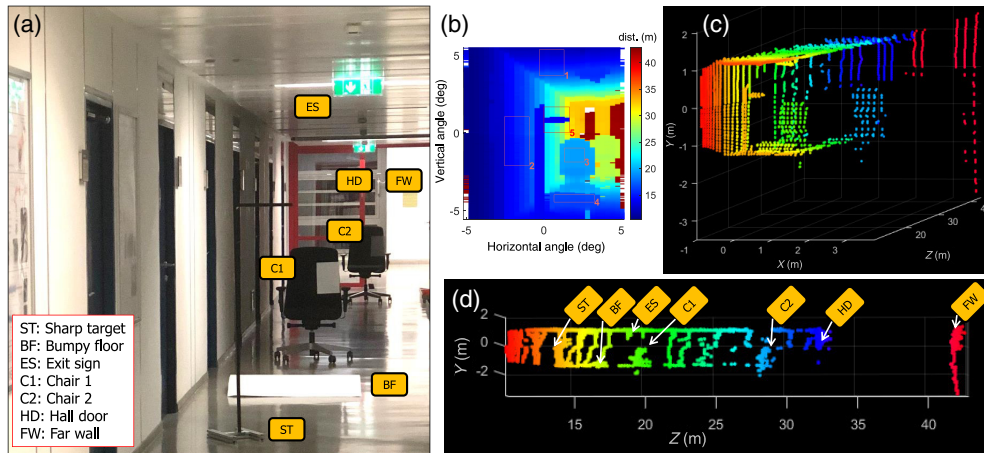 (a)
ES
HD
FW
C2
C1
BF
ST
ST: Sharp target
BF: Bumpy floor
ES: Exit sign
C1: Chair 1
C2: Chair 2
HD: Hall door
FW: Far wall
(b)
dist. (m)
5
0
-5
Vertical angle (deg)
-5
0
5
Horizontal angle (deg)
1
2
3
4
5
40
35
30
25
20
15
10
(c)
2
1
0
-1
-2
-3
Y (m)
-1
0
1
2
3
X (m)
20
30
Z (m)
(d)
ST
BF
ES
C1
C2
HD
FW
2
0
-2
Y (m)
15
20
25
30
35
40
Z (m)